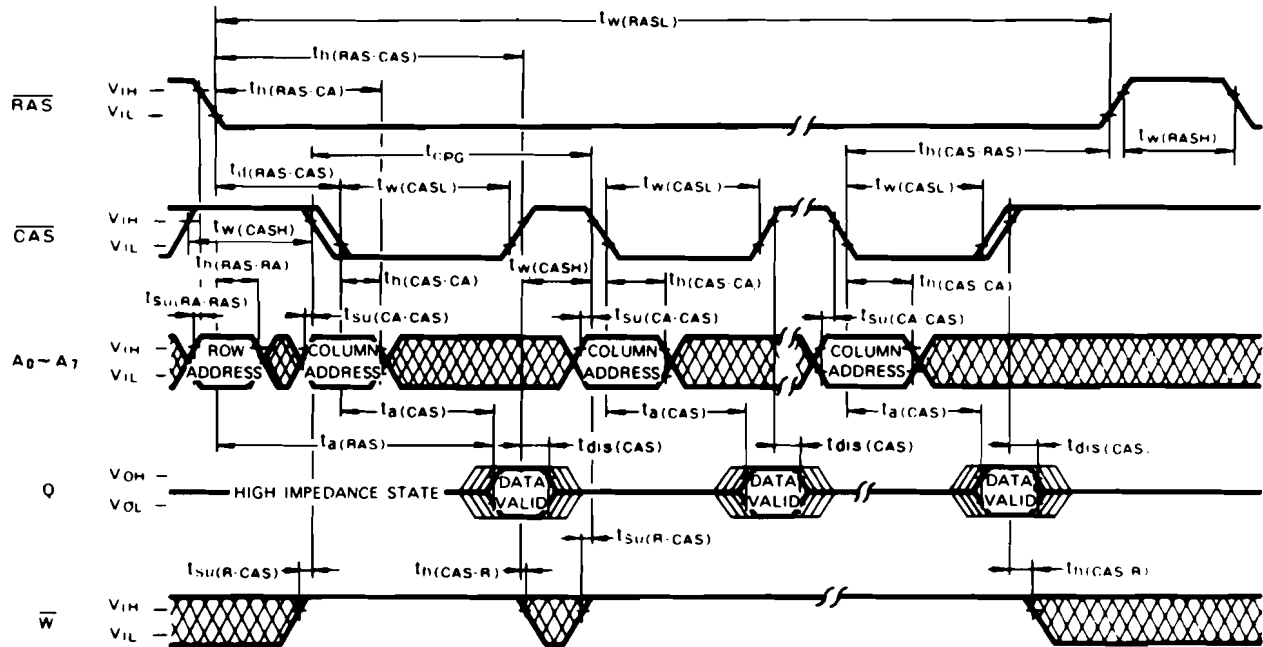 tw(RASL)
th(RAS-CAS)
RAS
VIH
VIL
th(RAS-CA)
tw(RASH)
th(CAS-RAS)
tCPG
td(RAS-CAS)
tw(CASL)
tw(CASL)
tw(CASL)
CAS
VIH
VIL
tw(CASH)
tw(CASH)
th(RAS-RA)
th(CAS-CA)
th(CAS-CA)
th(CAS-CA)
tsu(RA-RAS)
tsu(CA-CAS)
tsu(CA-CAS)
tsu(CA-CAS)
A0~A7
VIH
VIL
ROW ADDRESS
COLUMN ADDRESS
COLUMN ADDRESS
COLUMN ADDRESS
ta(CAS)
ta(CAS)
ta(CAS)
ta(RAS)
tdis(CAS)
tdis(CAS)
tdis(CAS.
Q
VOH
VOL
HIGH IMPEDANCE STATE
DATA VALID
DATA VALID
DATA VALID
tsu(R-CAS)
tsu(R-CAS)
th(CAS-R)
th(CAS-R)
W
VIH
VIL